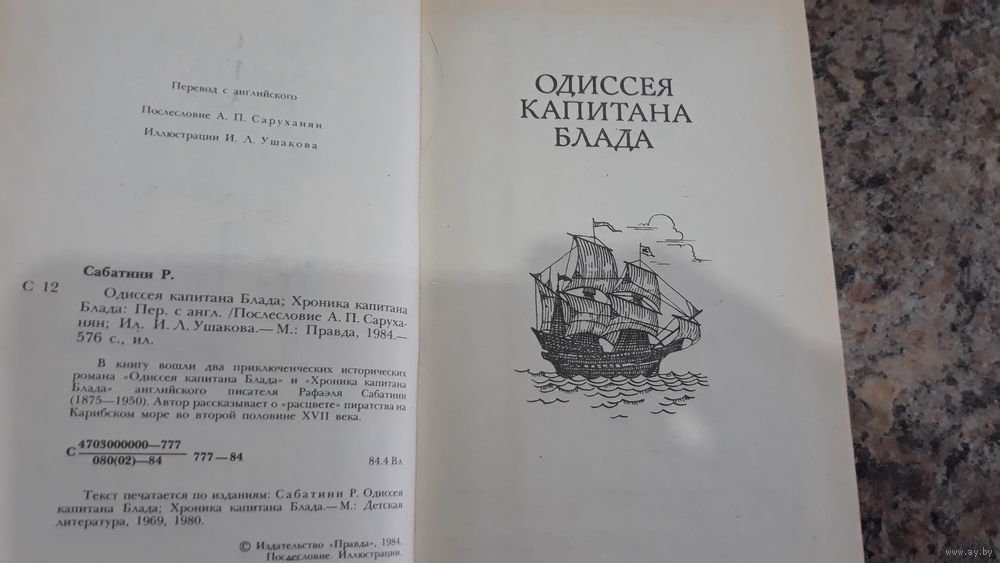 Перевод с английского
Послесловие А. П. Саруханян
Иллюстрации И. Л. Ушакова
Сабатини Р.
С 12
Одиссея капитана Блада; Хроника капитана
Блада: Пер. с англ. /Послесловие А. П. Саруха-
нян; Ил. И. Л. Ушакова.— М.: Правда, 1984.—
576 с., ил.
В книгу вошли два приключенческих исторических
романа «Одиссея капитана Блада» и «Хроника капитана
Блада» английского писателя Рафаэля Сабатини
(1875—1950). Автор рассказывает о «расцвете» пиратства на
Карибском море во второй половине XVII века.
С 4703000000—777
080(02)—84
777—84
84.4 Вл
Текст печатается по изданиям: Сабатини Р. Одиссея
капитана Блада; Хроника капитана Блада.— М.: Детская
литература, 1969, 1980.
© Издательство «Правда», 1984.
Послесловие. Иллюстрации.
ОДИССЕЯ
КАПИТАНА
БЛАДА
www.ay.by